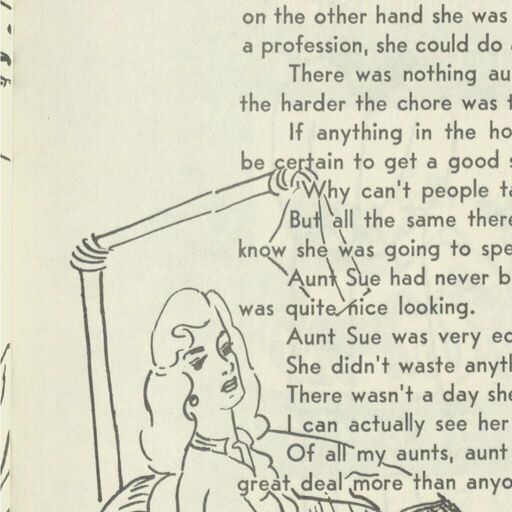 on the other hand she was
a profession, she could do
There was nothing au
the harder the chore was t
If anything in the ho
be certain to get a good s
Why can't people ta
But all the same there
know she was going to spe
Aunt Sue had never b
was quite nice looking.
Aunt Sue was very ec
She didn't waste anyth
There wasn't a day she
I can actually see her
Of all my aunts, aunt
great deal more than anyo